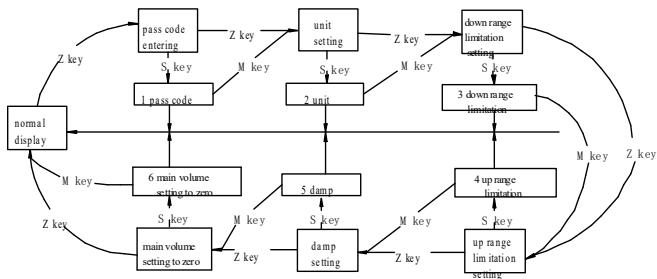 pass code
entering
Z key
unit
setting
Z key
down range
limitation
setting
Z key
S key
M key
S key
M key
S key
1 pass code
2 unit
3 down range
limitation
normal
display
M key
Z key
6 main volume
setting to zero
5 damp
4 up range
limitation
M key
S key
M key
S key
M key
S key
Z key
main volume
setting to zero
Z key
damp
setting
Z key
up range
limitation
setting